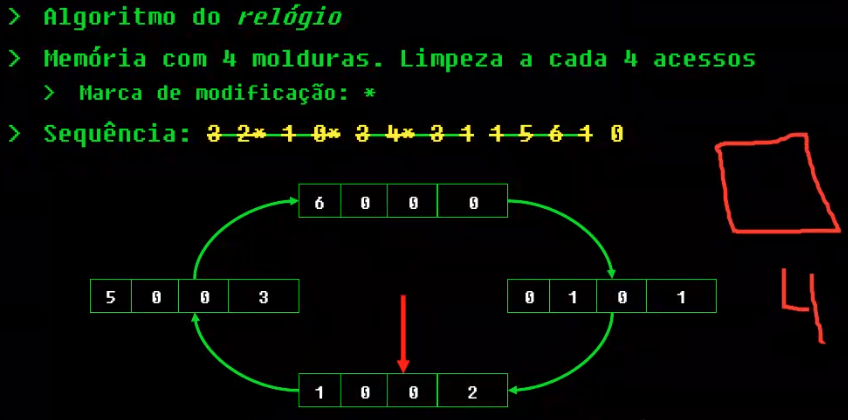 > Algoritmo do relógio
> Memória com 4 molduras. Limpeza a cada 4 acessos
> Marca de modificação: *
> Sequência: 3 2* 1 0* 3 4* 3 1 1 5 6 1 0
6 0 0 0
5 0 0 3
0 1 0 1
4
1 0 0 2